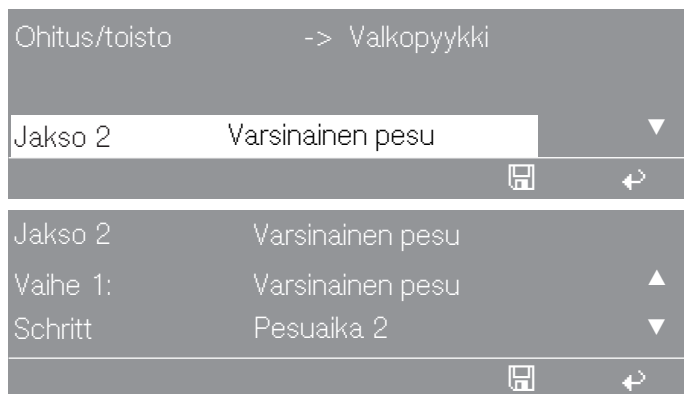 Ohitus/toisto -> Valkopyykki
Jakso 2 Varsinainen pesu
Jakso 2 Varsinainen pesu
Vaihe 1: Varsinainen pesu
Schritt Pesuaika 2